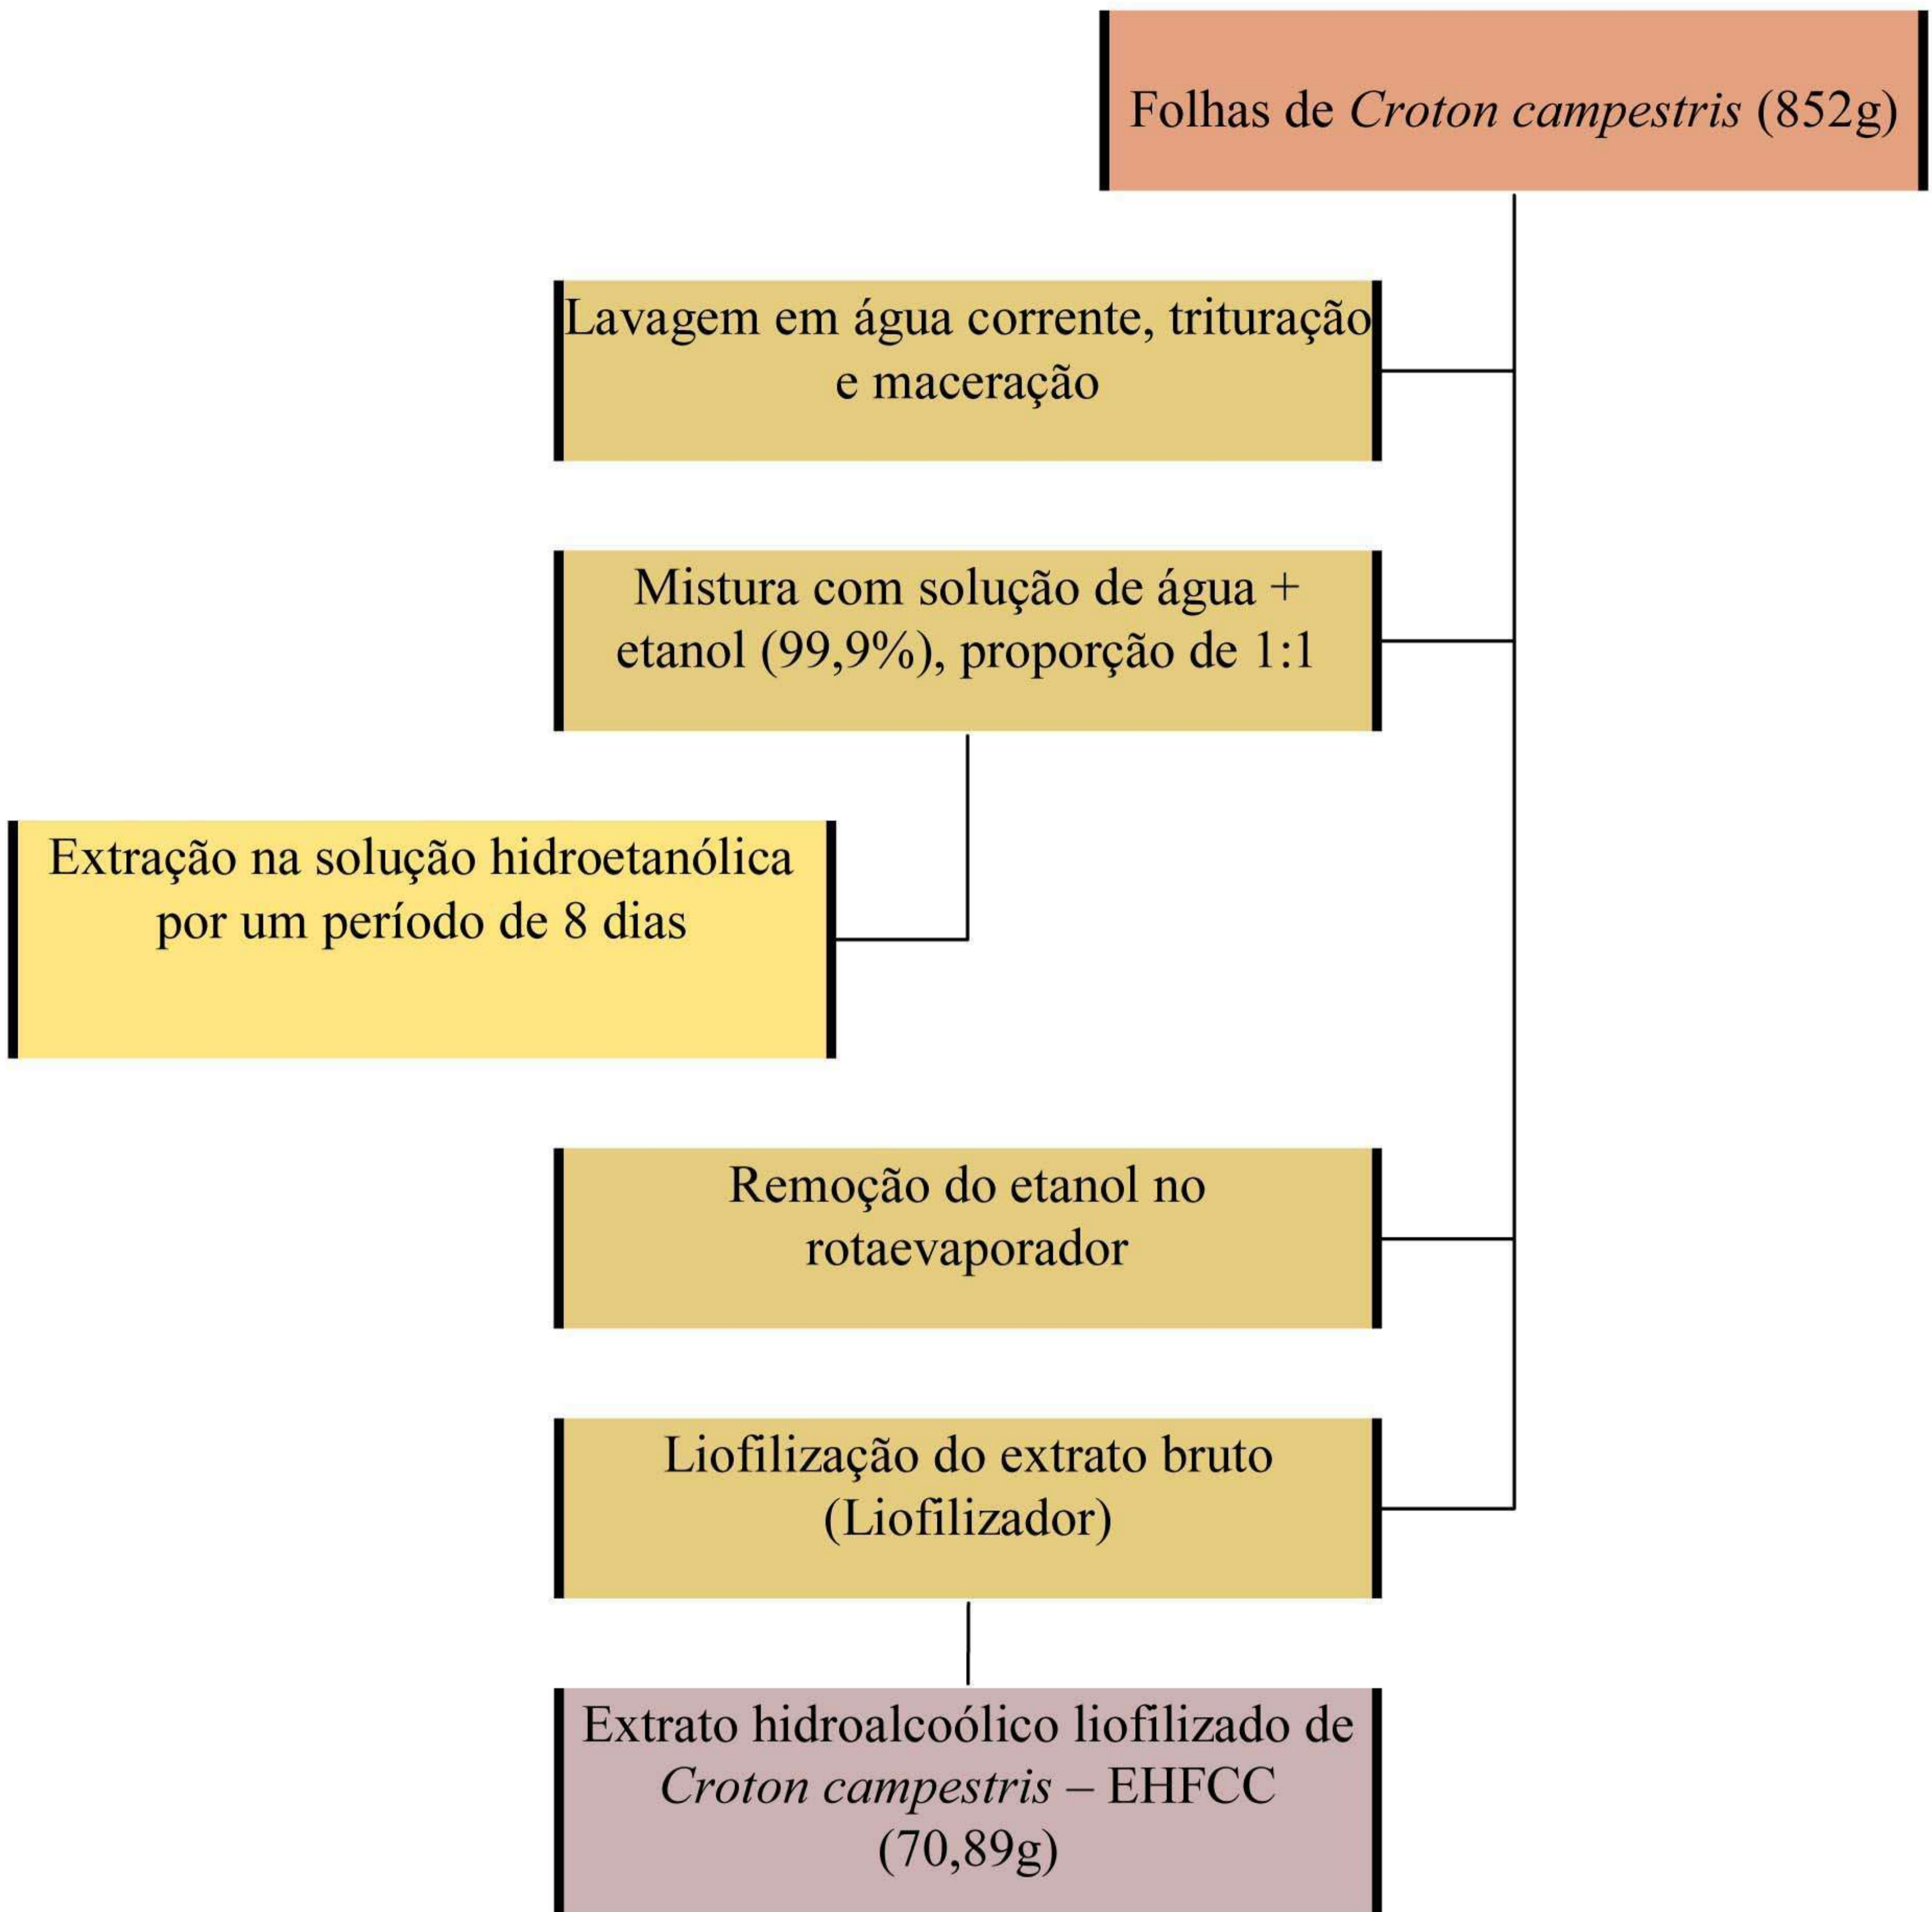 Folhas de Croton campestris (852g)
Lavagem em água corrente, trituração
e maceração
Mistura com solução de água +
etanol (99,9%), proporção de 1:1
Extração na solução hidroetanólica
por um período de 8 dias
Remoção do etanol no
rotaevaporador
Liofilização do extrato bruto
(Liofilizador)
Extrato hidroalcoólico liofilizado de
Croton campestris – EHFCC
(70,89g)